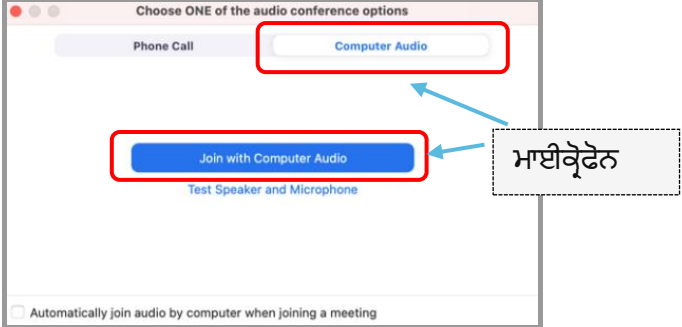 Choose ONE of the audio conference options
Phone Call
Computer Audio
Join with Computer Audio
ਮਾਈਕ੍ਰੋਫੋਨ
Test Speaker and Microphone
Automatically join audio by computer when joining a meeting